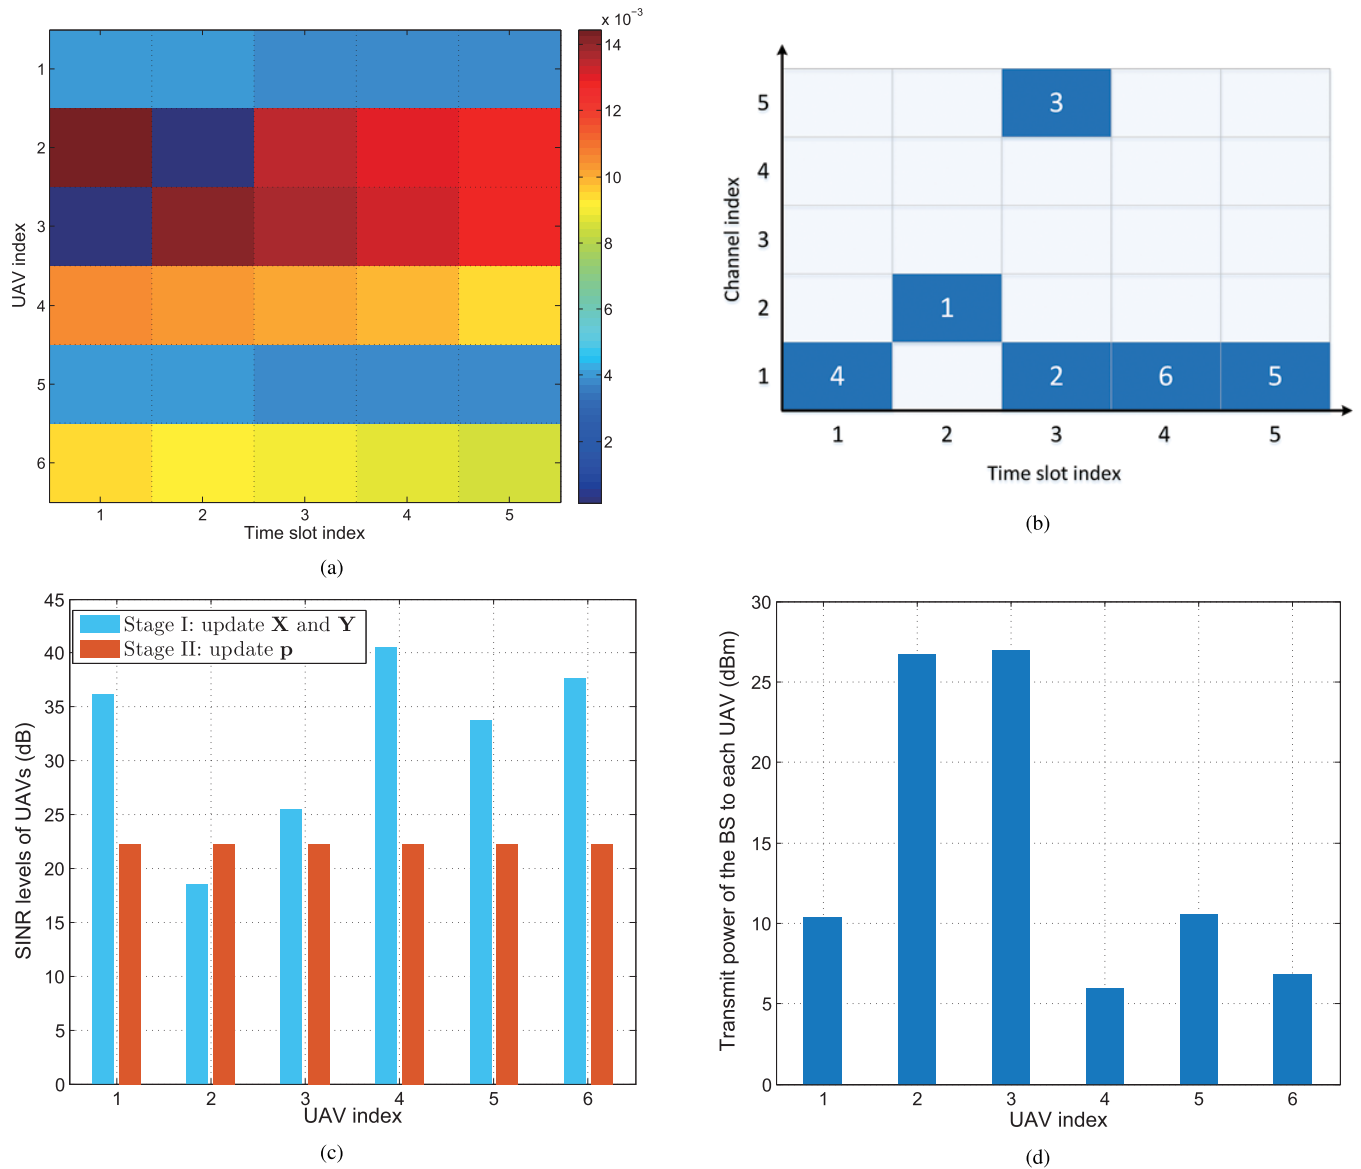 x 10⁻³
14
12
10
8
6
4
2
1
2
3
4
5
6
UAV index
1 2 3 4 5
Time slot index
(a)
Channel index
5
4
3
2
1
3
1
4 2 6 5
1 2 3 4 5
Time slot index
(b)
45
40
35
30
25
20
15
10
5
0
SINR levels of UAVs (dB)
Stage I: update X and Y
Stage II: update p
1 2 3 4 5 6
UAV index
(c)
30
25
20
15
10
5
0
Transmit power of the BS to each UAV (dBm)
1 2 3 4 5 6
UAV index
(d)